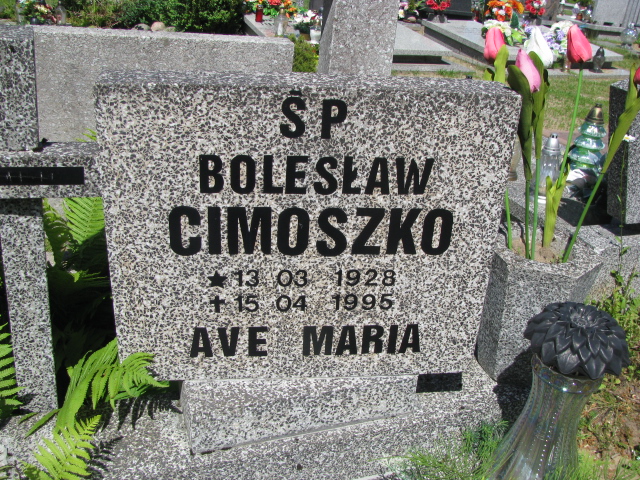 ŚP
BOLESŁAW
CIMOSZKO
★ 13 03 1928
✝ 15 04 1995
AVE MARIA